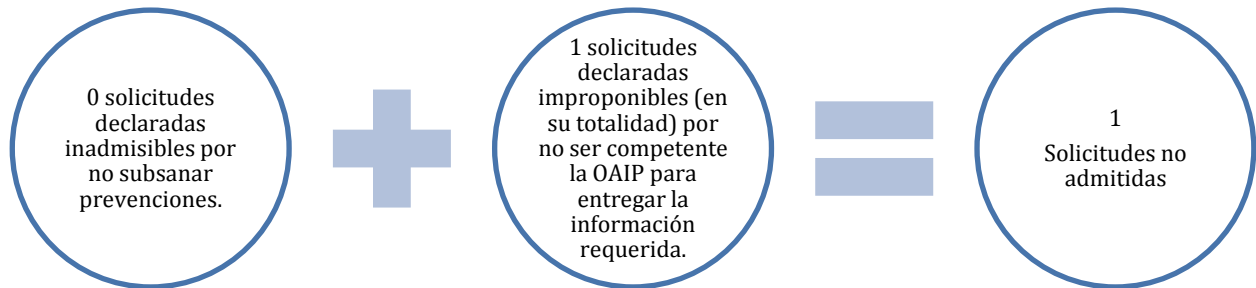 0 solicitudes
declaradas
inadmisibles por
no subsanar
prevenciones.
1 solicitudes
declaradas
improponibles (en
su totalidad) por
no ser competente
la OAIP para
entregar la
información
requerida.
1
Solicitudes no
admitidas